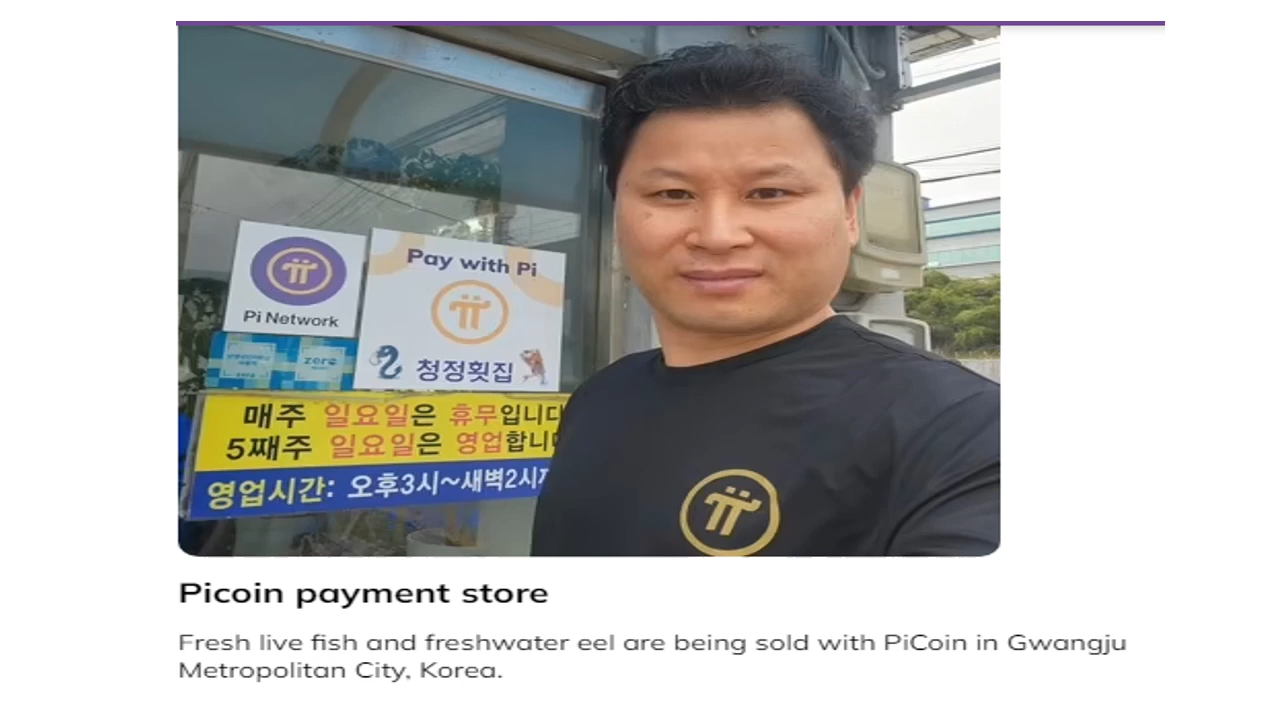 Pi Network
Pay with Pi
zero
청정횟집
매주 일요일은 휴무입니다
5째주 일요일은 영업합니다
영업시간: 오후3시~새벽2시
Picoin payment store
Fresh live fish and freshwater eel are being sold with PiCoin in Gwangju
Metropolitan City, Korea.